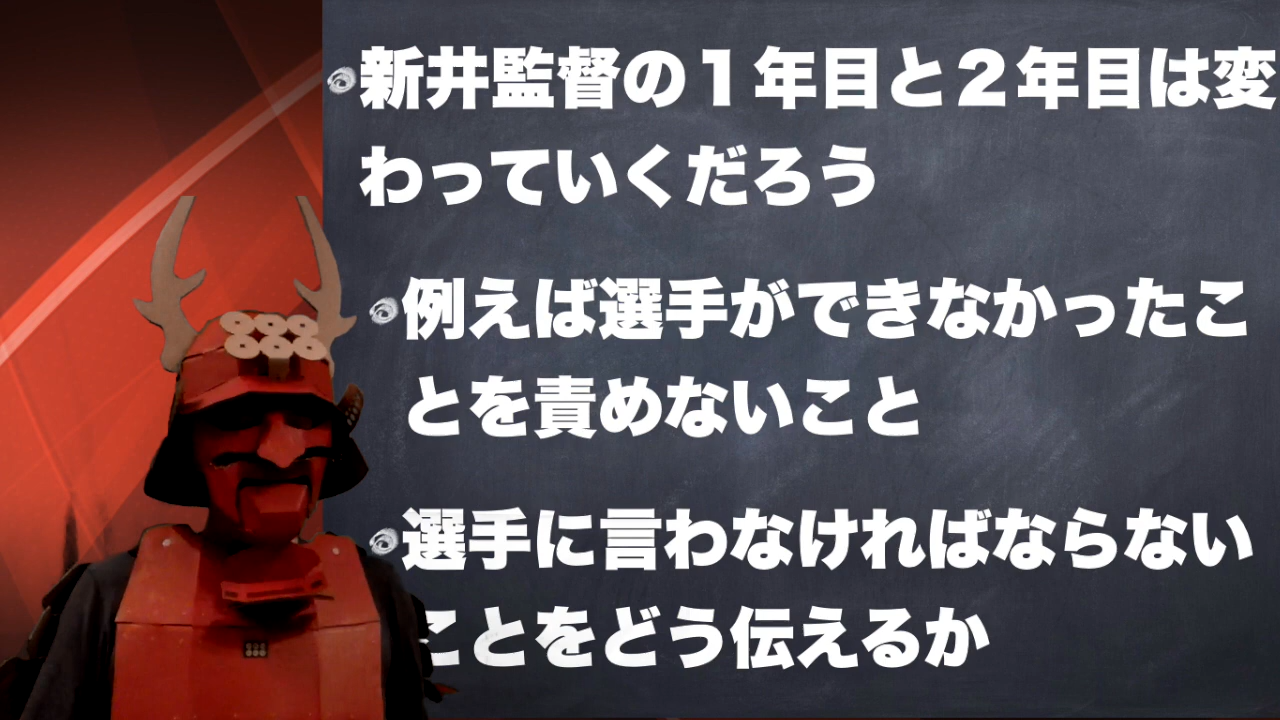 新井監督の１年目と２年目は変
わっていくだろう
例えば選手ができなかったこ
とを責めないこと
選手に言わなければならない
ことをどう伝えるか